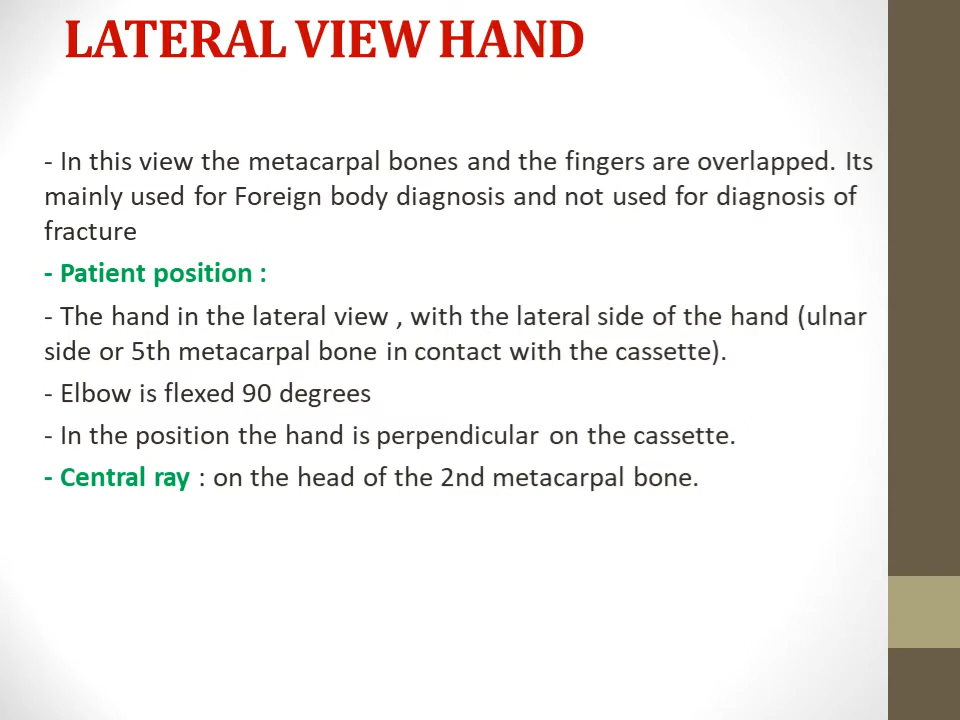 LATERAL VIEW HAND
- In this view the metacarpal bones and the fingers are overlapped. Its
mainly used for Foreign body diagnosis and not used for diagnosis of
fracture
- Patient position :
- The hand in the lateral view , with the lateral side of the hand (ulnar
side or 5th metacarpal bone in contact with the cassette).
- Elbow is flexed 90 degrees
- In the position the hand is perpendicular on the cassette.
- Central ray : on the head of the 2nd metacarpal bone.